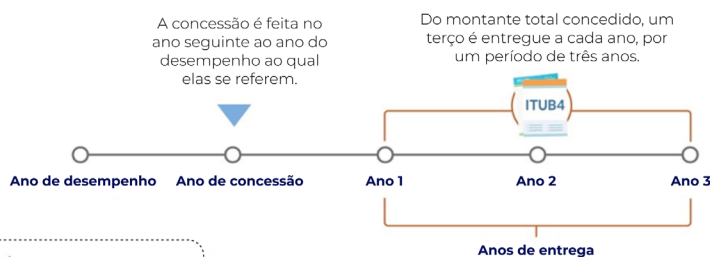 A concessão é feita no
ano seguinte ao ano do
desempenho ao qual
elas se referem.
Do montante total concedido, um
terço é entregue a cada ano, por
um período de três anos.
ITUB4
Ano de desempenho
Ano de concessão
Ano 1
Ano 2
Ano 3
Anos de entrega